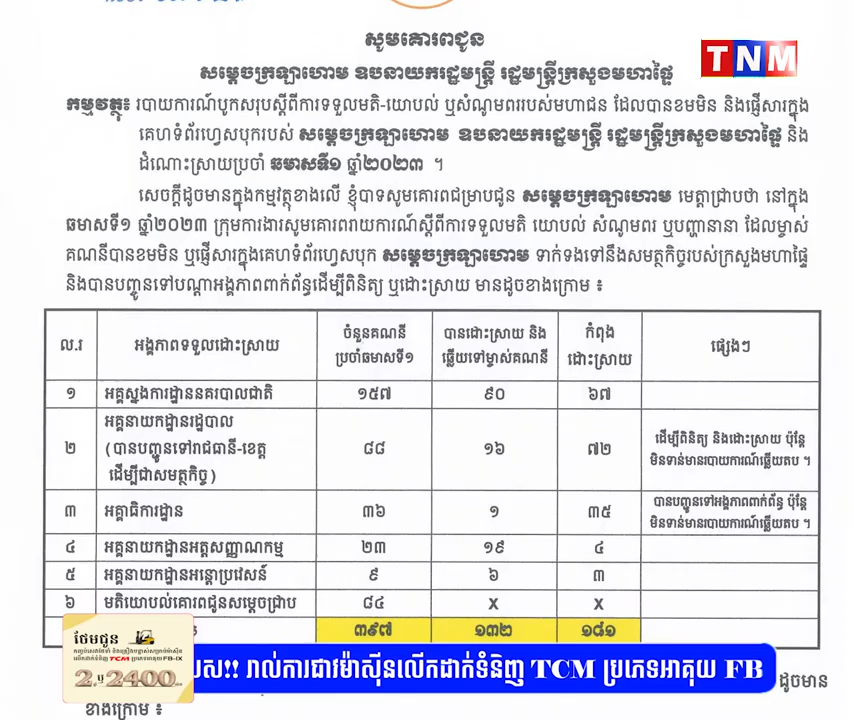 សូមគោរពជូន
TNM
សម្តេចក្រឡាហោម ឧបនាយករដ្ឋមន្ត្រី រដ្ឋមន្ត្រីក្រសួងមហាផ្ទៃ
កម្មវត្ថុ៖ របាយការណ៍បូកសរុបស្តីពីការទទួលមតិ-យោបល់ ឬសំណូមពររបស់មហាជន ដែលបានខមមិន និងផ្ញើសារក្នុង
គេហទំព័រហ្វេសបុករបស់ សម្តេចក្រឡាហោម ឧបនាយករដ្ឋមន្ត្រី រដ្ឋមន្ត្រីក្រសួងមហាផ្ទៃ និង
ដំណោះស្រាយប្រចាំ ឆមាសទី១ ឆ្នាំ២០២៣ ។
សេចក្តីដូចមានក្នុងកម្មវត្ថុខាងលើ ខ្ញុំបាទសូមគោរពជម្រាបជូន សម្តេចក្រឡាហោម មេត្តាជ្រាបថា នៅក្នុង
ឆមាសទី១ ឆ្នាំ២០២៣ ក្រុមការងារសូមគោរពរាយការណ៍ស្តីពីការទទួលមតិ យោបល់ សំណូមពរ ឬបញ្ហានានា ដែលម្ចាស់
គណនីបានខមមិន ឬផ្ញើសារក្នុងគេហទំព័រហ្វេសបុក សម្តេចក្រឡាហោម ទាក់ទងទៅនឹងសមត្ថកិច្ចរបស់ក្រសួងមហាផ្ទៃ
និងបានបញ្ជូនទៅបណ្តាអង្គភាពពាក់ព័ន្ធដើម្បីពិនិត្យ ឬដោះស្រាយ មានដូចខាងក្រោម ៖
ល.រ អង្គភាពទទួលដោះស្រាយ ចំនួនគណនី ប្រចាំឆមាសទី១ បានដោះស្រាយ និង ឆ្លើយទៅម្ចាស់គណនី កំពុង ដោះស្រាយ ផ្សេងៗ
១ អគ្គស្នងការដ្ឋាននគរបាលជាតិ ១៥៧ ៩០ ៦៧
២ អគ្គនាយកដ្ឋានរដ្ឋបាល (បានបញ្ជូនទៅរាជធានី-ខេត្ត ដើម្បីជាសមត្ថកិច្ច) ៨៨ ១៦ ៧២ ដើម្បីពិនិត្យ និងដោះស្រាយ ប៉ុន្តែ មិនទាន់មានរបាយការណ៍ឆ្លើយតប ។
៣ អគ្គាធិការដ្ឋាន ៣៦ ១ ៣៥ បានបញ្ជូនទៅអង្គភាពពាក់ព័ន្ធ ប៉ុន្តែ មិនទាន់មានរបាយការណ៍ឆ្លើយតប ។
៤ អគ្គនាយកដ្ឋានអត្តសញ្ញាណកម្ម ២៣ ១៩ ៤
៥ អគ្គនាយកដ្ឋានអន្តោប្រវេសន៍ ៩ ៦ ៣
៦ មតិយោបល់គោរពជូនសម្តេចជ្រាប ៨៤ X X
៣៩៧ ១៣២ ១៨១
ថែមជូន
លើកដាក់ទំនិញ TCM ប្រភេទអាគុយ FB-IX
2. ឬ 2400
បស!! រាល់ការជាវម៉ាស៊ីនលើកដាក់ទំនិញ TCM ប្រភេទអាគុយ FB
ដូចមាន
ខាងក្រោម ៖